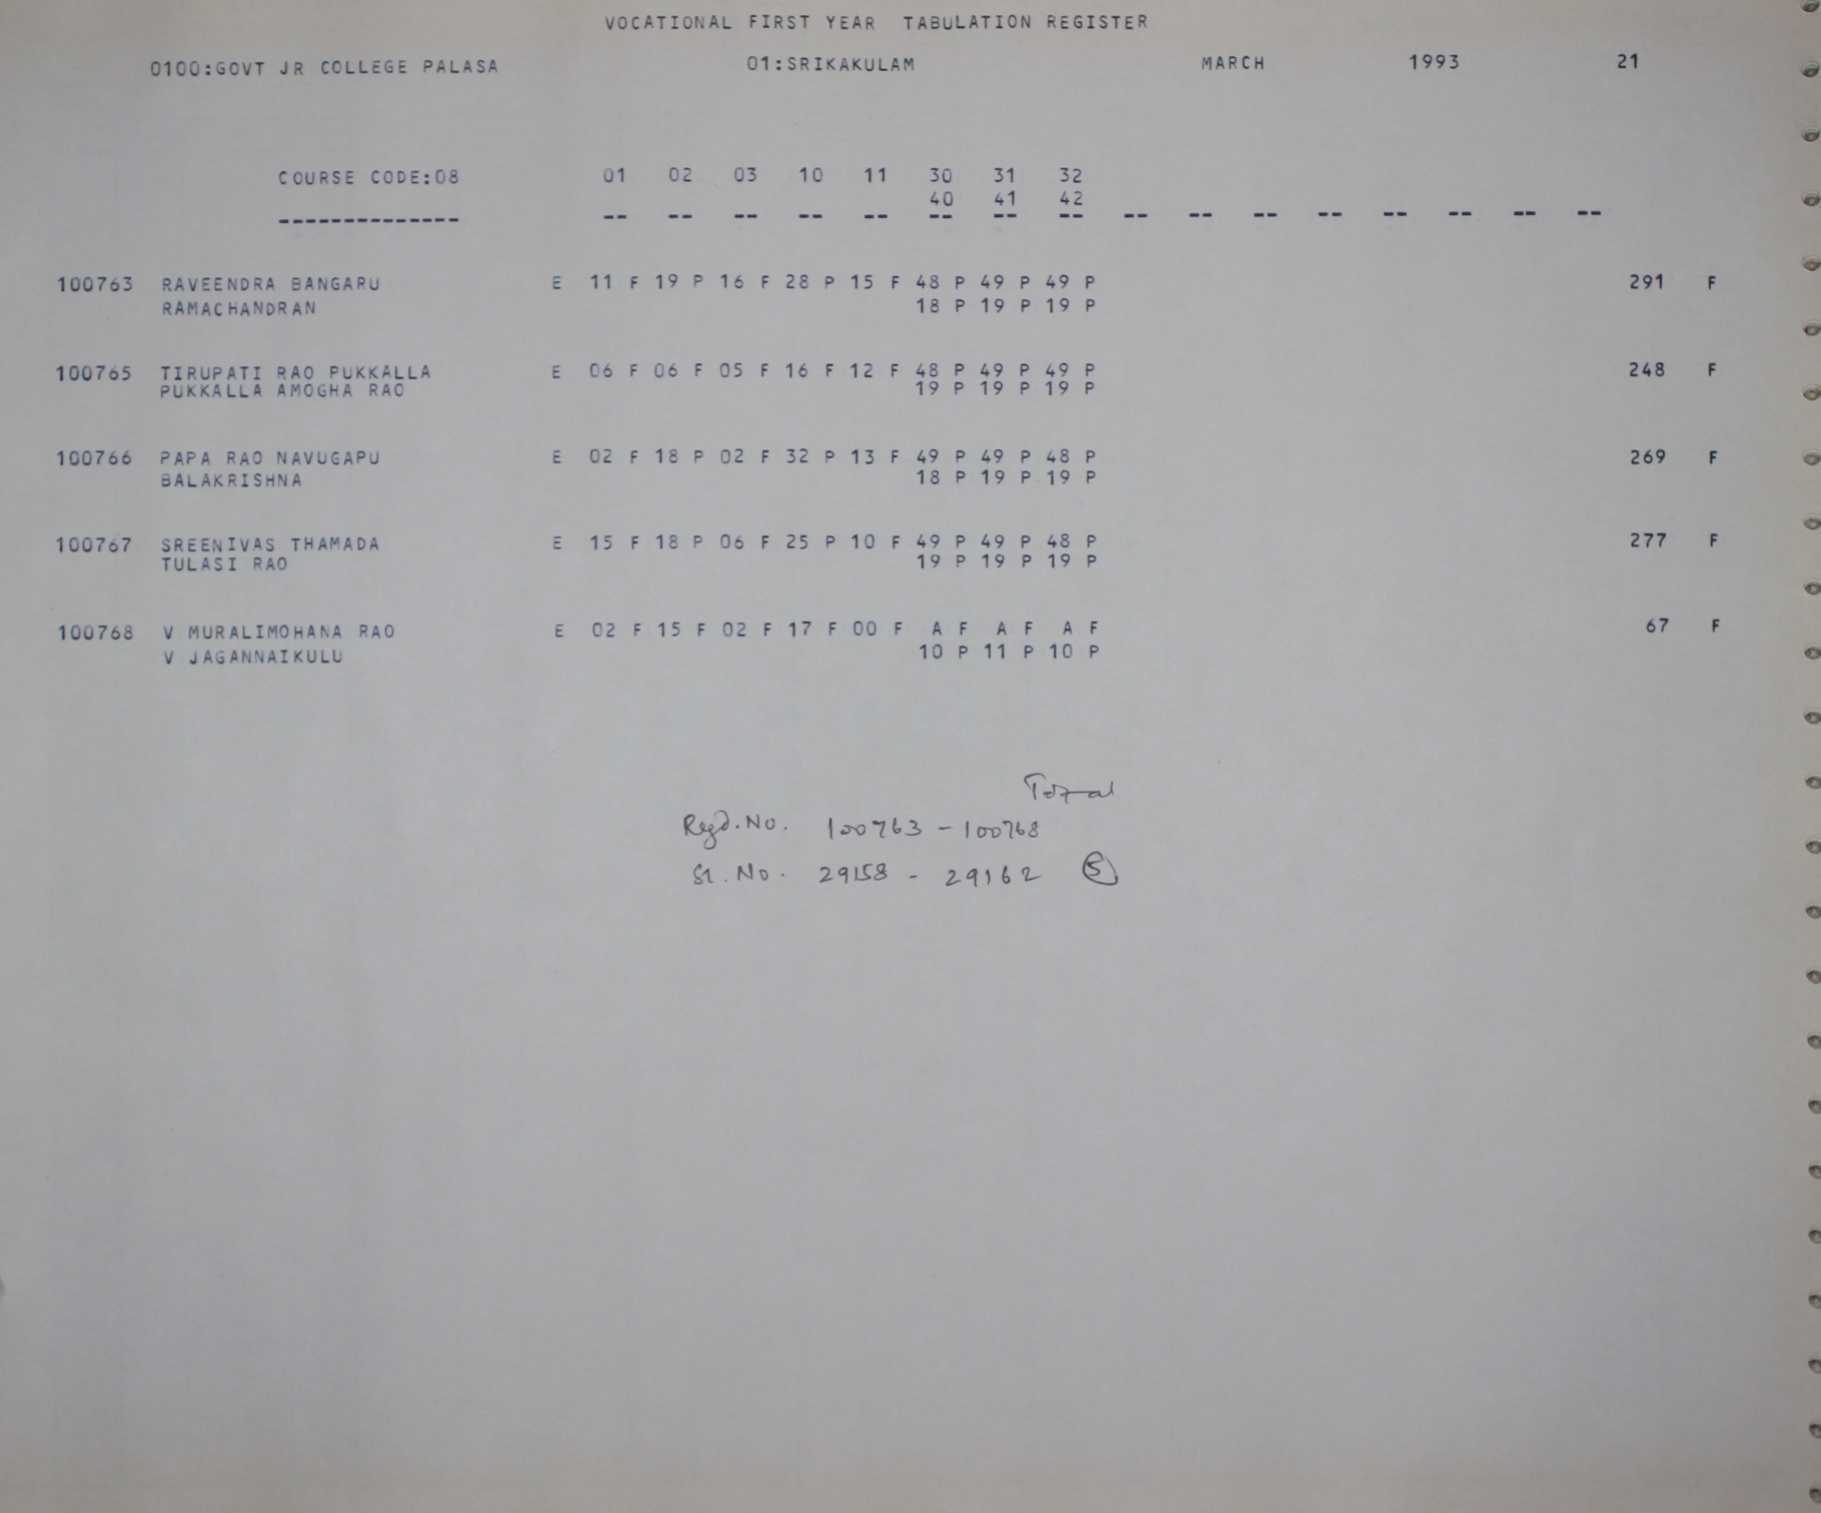 VOCATIONAL FIRST YEAR TABULATION REGISTER
0100:GOVT JR COLLEGE PALASA 01:SRIKAKULAM MARCH 1993 21
COURSE CODE:08 01 02 03 10 11 30 31 32
40 41 42
-------------- -- -- -- -- -- -- -- -- -- -- -- -- -- -- -- --
100763 RAVEENDRA BANGARU E 11 F 19 P 16 F 28 P 15 F 48 P 49 P 49 P 291 F
RAMACHANDRAN 18 P 19 P 19 P
100765 TIRUPATI RAO PUKKALLA E 06 F 06 F 05 F 16 F 12 F 48 P 49 P 49 P 248 F
PUKKALLA AMOGHA RAO 19 P 19 P 19 P
100766 PAPA RAO NAVUGAPU E 02 F 18 P 02 F 32 P 13 F 49 P 49 P 48 P 269 F
BALAKRISHNA 18 P 19 P 19 P
100767 SREENIVAS THAMADA E 15 F 18 P 06 F 25 P 10 F 49 P 49 P 48 P 277 F
TULASI RAO 19 P 19 P 19 P
100768 V MURALIMOHANA RAO E 02 F 15 F 02 F 17 F 00 F A F A F A F 67 F
V JAGANNAIKULU 10 P 11 P 10 P
Total
Regd.No. 100763 - 100768
Sl.No. 29158 - 29162 5